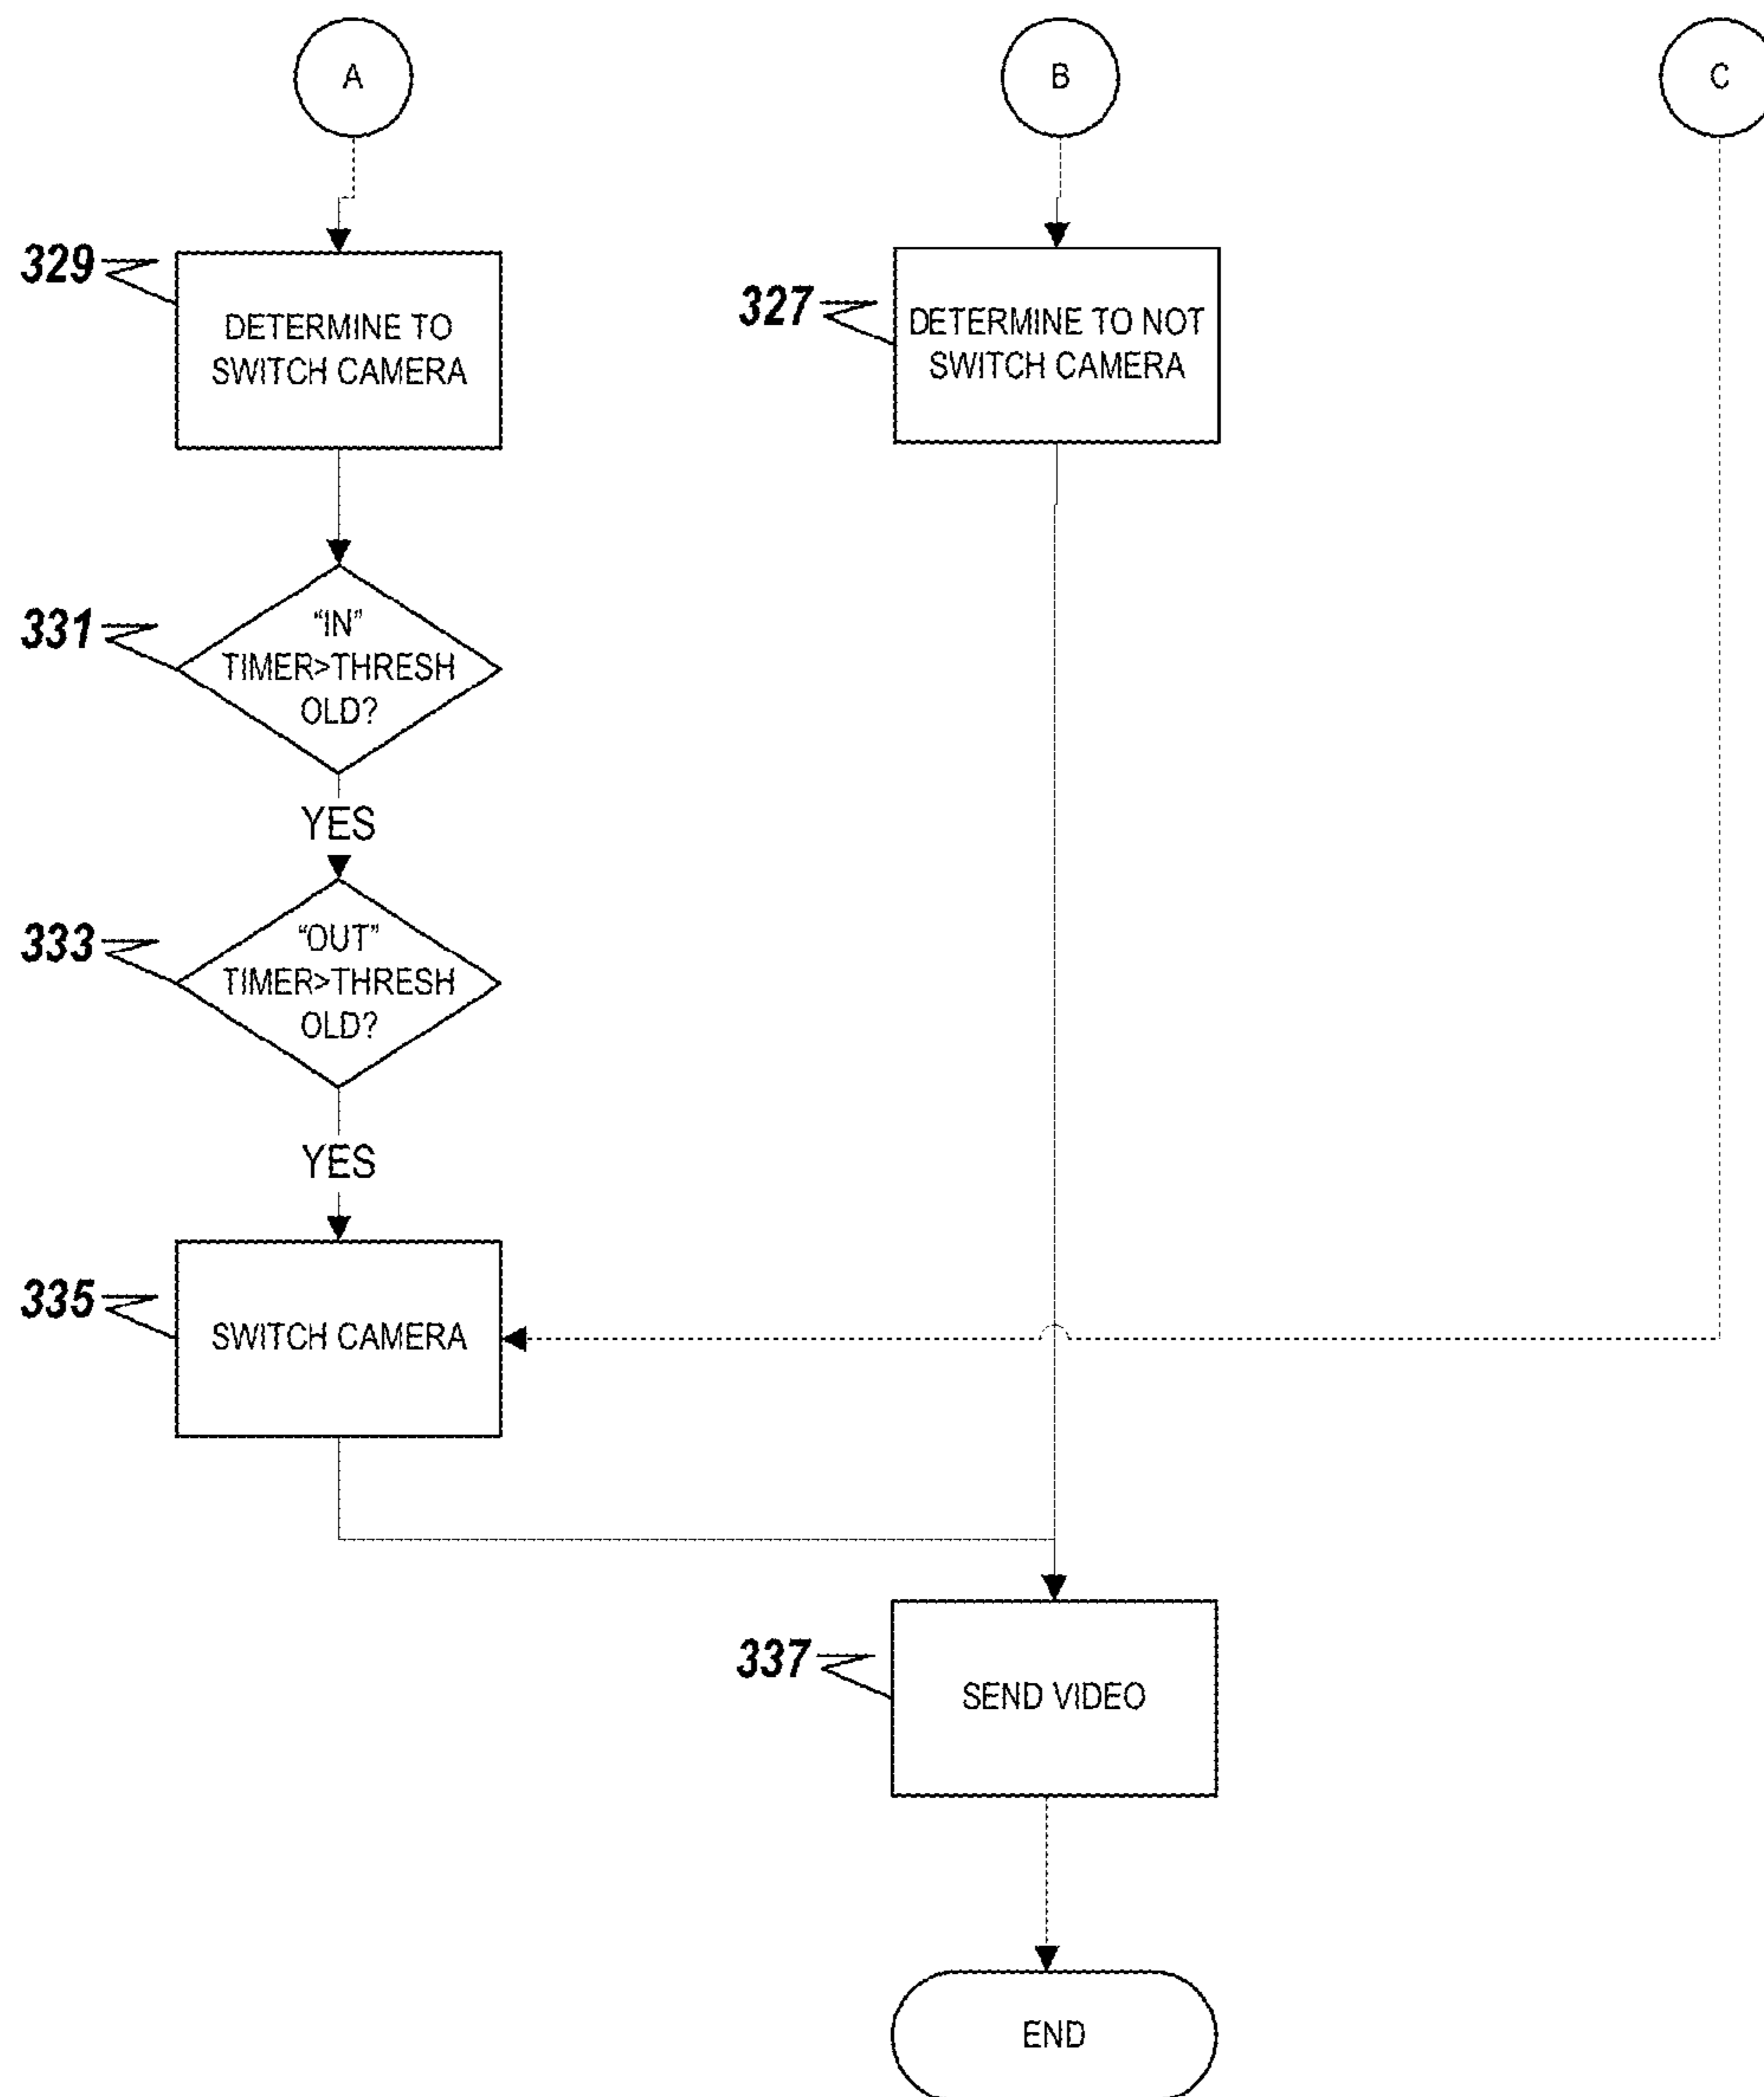 A
B
C
329
DETERMINE TO
SWITCH CAMERA
327
DETERMINE TO NOT
SWITCH CAMERA
331
“IN”
TIMER>THRESH
OLD?
YES
333
“OUT”
TIMER>THRESH
OLD?
YES
335
SWITCH CAMERA
337
SEND VIDEO
END